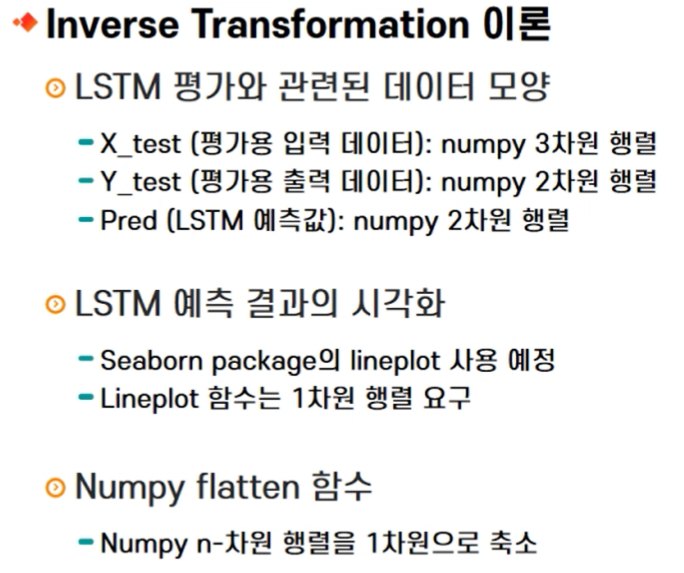 Inverse Transformation 이론
LSTM 평가와 관련된 데이터 모양
- X_test (평가용 입력 데이터): numpy 3차원 행렬
- Y_test (평가용 출력 데이터): numpy 2차원 행렬
- Pred (LSTM 예측값): numpy 2차원 행렬
LSTM 예측 결과의 시각화
- Seaborn package의 lineplot 사용 예정
- Lineplot 함수는 1차원 행렬 요구
Numpy flatten 함수
- Numpy n-차원 행렬을 1차원으로 축소